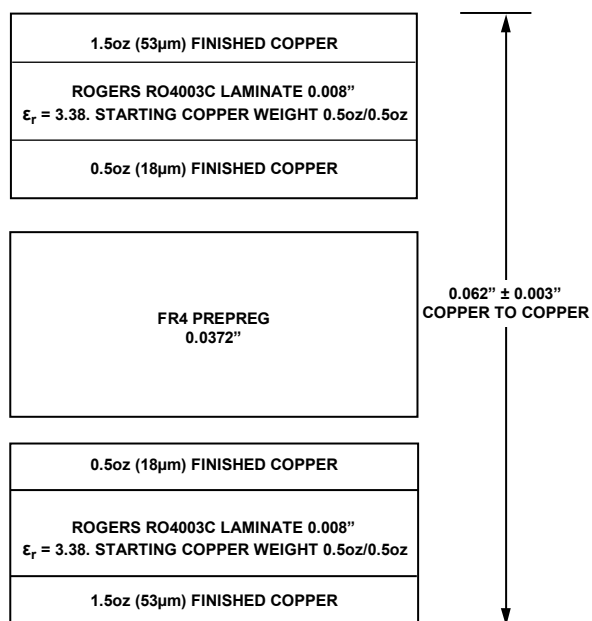 1.5oz (53µm) FINISHED COPPER
ROGERS RO4003C LAMINATE 0.008”
εr = 3.38. STARTING COPPER WEIGHT 0.5oz/0.5oz
0.5oz (18µm) FINISHED COPPER
FR4 PREPREG
0.0372”
0.062” ± 0.003”
COPPER TO COPPER
0.5oz (18µm) FINISHED COPPER
ROGERS RO4003C LAMINATE 0.008”
εr = 3.38. STARTING COPPER WEIGHT 0.5oz/0.5oz
1.5oz (53µm) FINISHED COPPER